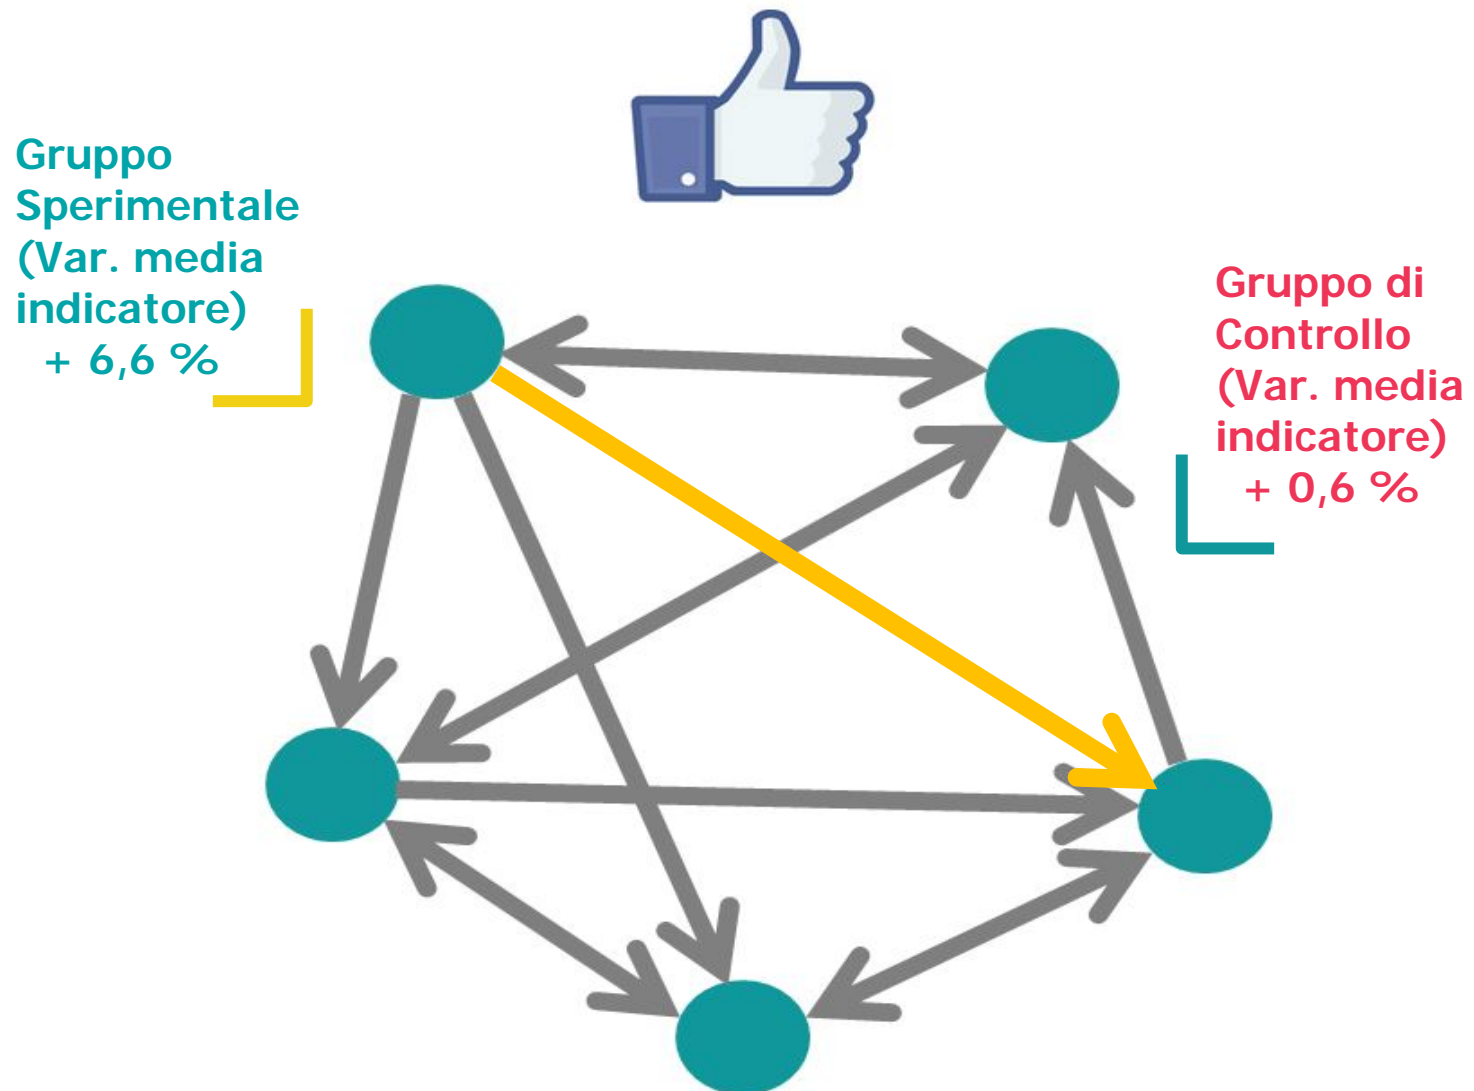 Gruppo
Sperimentale
(Var. media
indicatore)
+ 6,6 %
Gruppo di
Controllo
(Var. media
indicatore)
+ 0,6 %